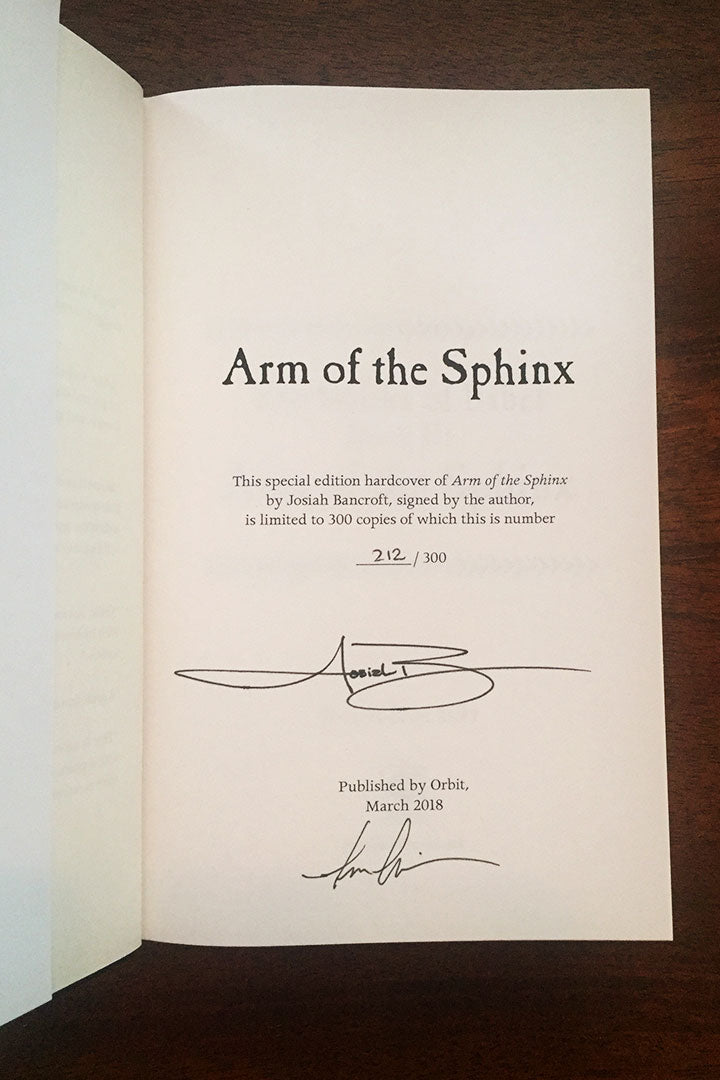 Arm of the Sphinx
This special edition hardcover of Arm of the Sphinx
by Josiah Bancroft, signed by the author,
is limited to 300 copies of which this is number
212 / 300
Josiah B
Published by Orbit,
March 2018